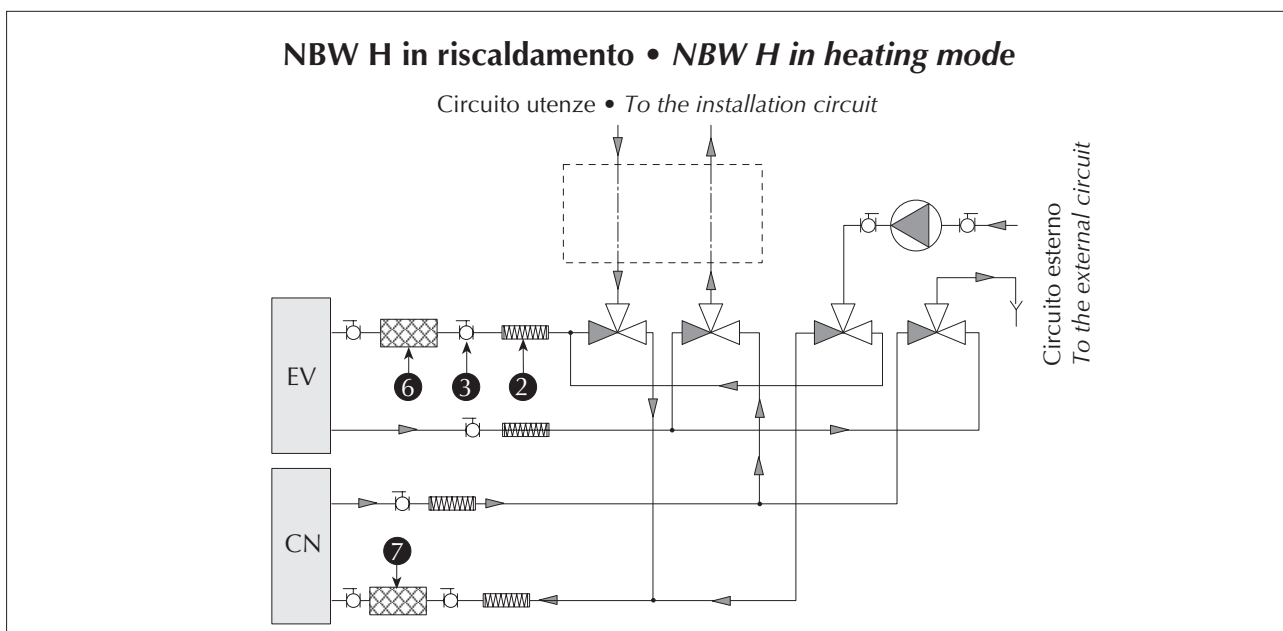 NBW H in riscaldamento • NBW H in heating mode
Circuito utenze • To the installation circuit
Circuito esterno
To the external circuit
EV
6
3
2
CN
7